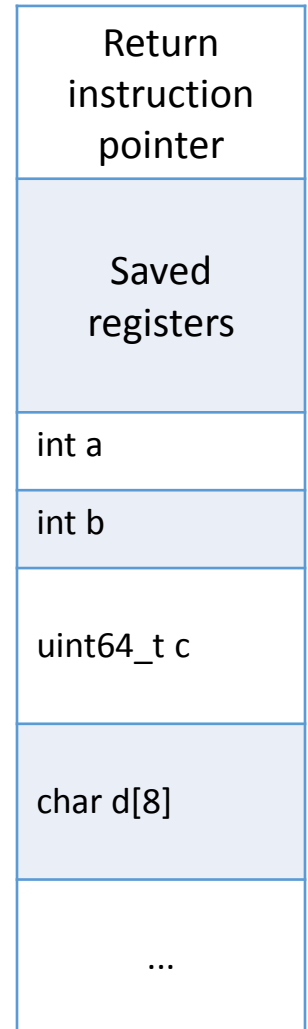 Return
instruction
pointer
Saved
registers
int a
int b
uint64_t c
char d[8]
...